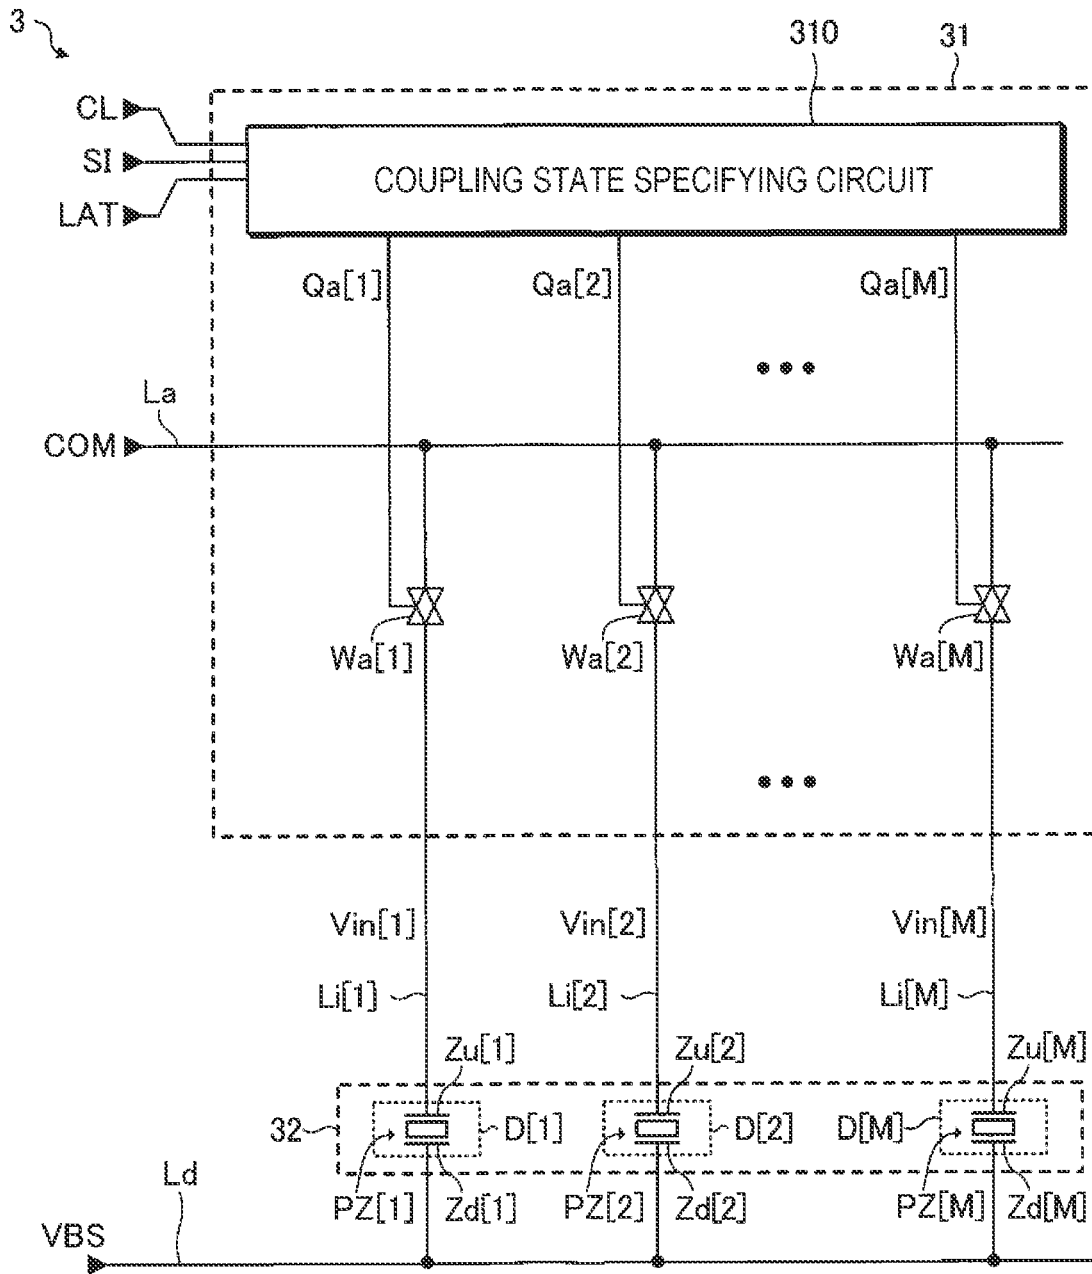 3
310
31
CL
SI
LAT
COUPLING STATE SPECIFYING CIRCUIT
Qa[1] Qa[2] Qa[M]
La
COM
Wa[1] Wa[2] Wa[M]
Vin[1] Vin[2] Vin[M]
Li[1] Li[2] Li[M]
Zu[1] Zu[2] Zu[M]
32 D[1] D[2] D[M]
Ld PZ[1] Zd[1] PZ[2] Zd[2] PZ[M] Zd[M]
VBS